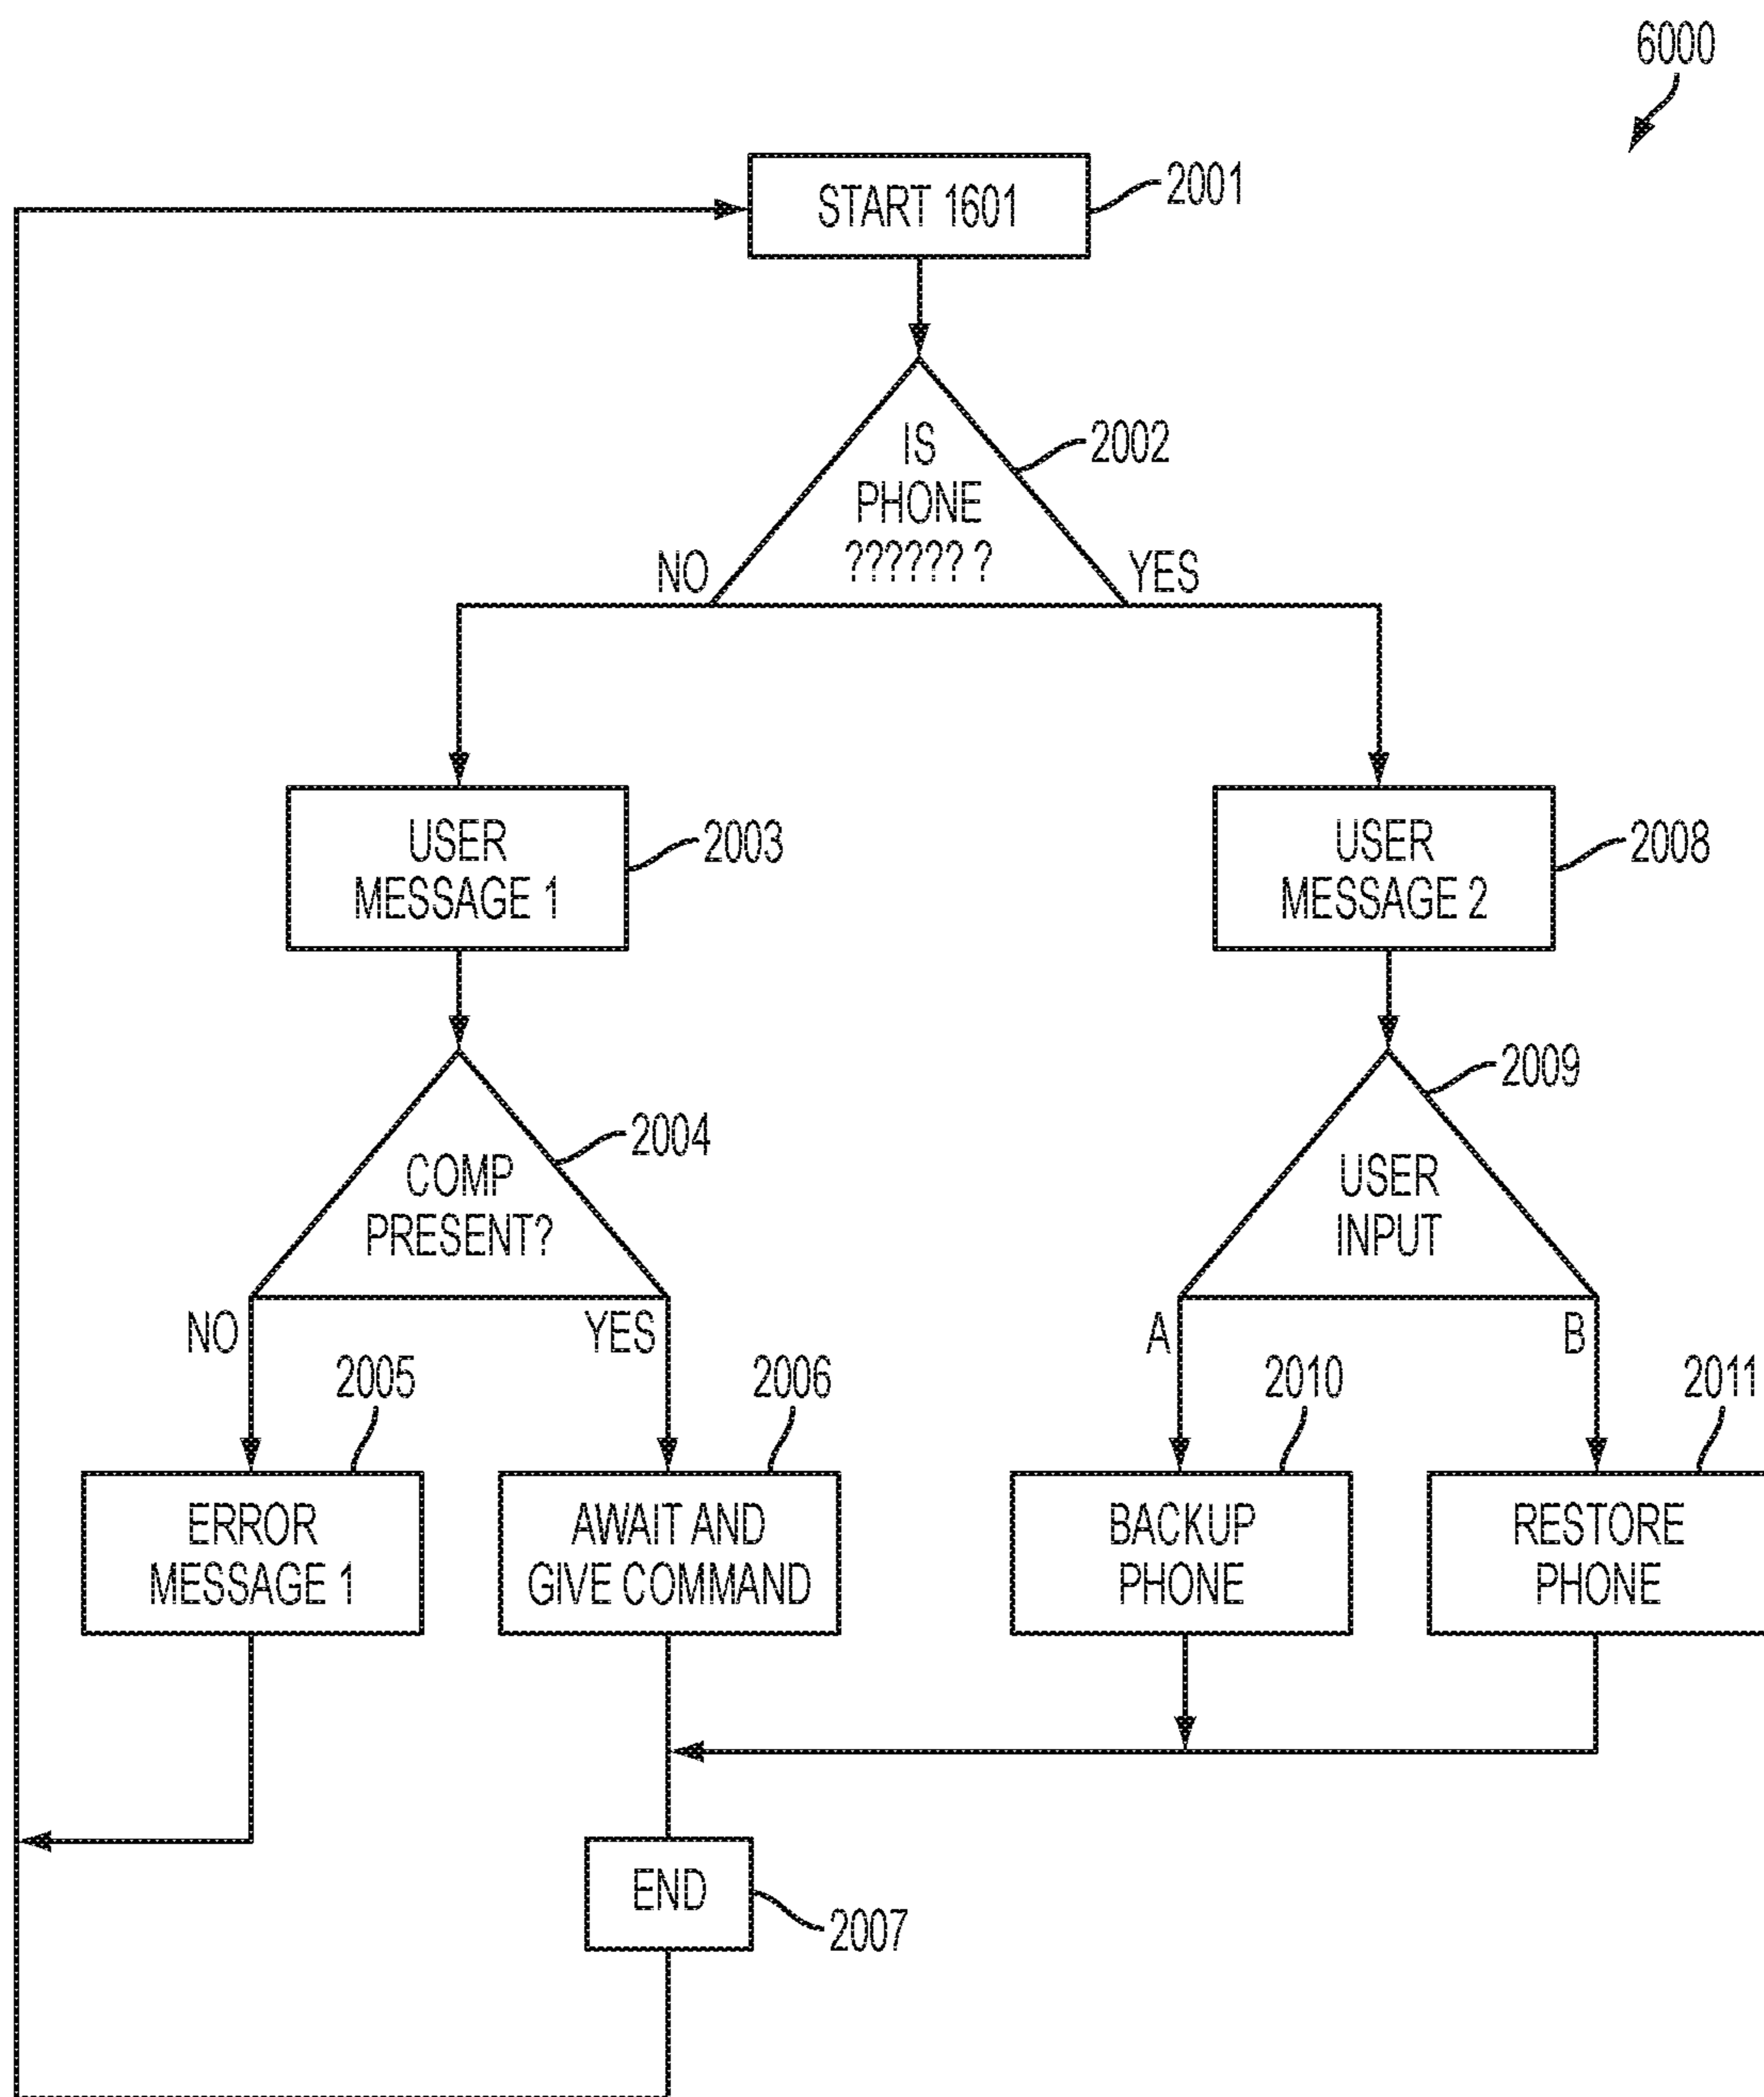 6000
START 1601
2001
IS
PHONE
?????? ?
2002
NO
YES
USER
MESSAGE 1
2003
USER
MESSAGE 2
2008
COMP
PRESENT?
2004
USER
INPUT
2009
NO
YES
A
B
2005
2006
2010
2011
ERROR
MESSAGE 1
AWAIT AND
GIVE COMMAND
BACKUP
PHONE
RESTORE
PHONE
END
2007